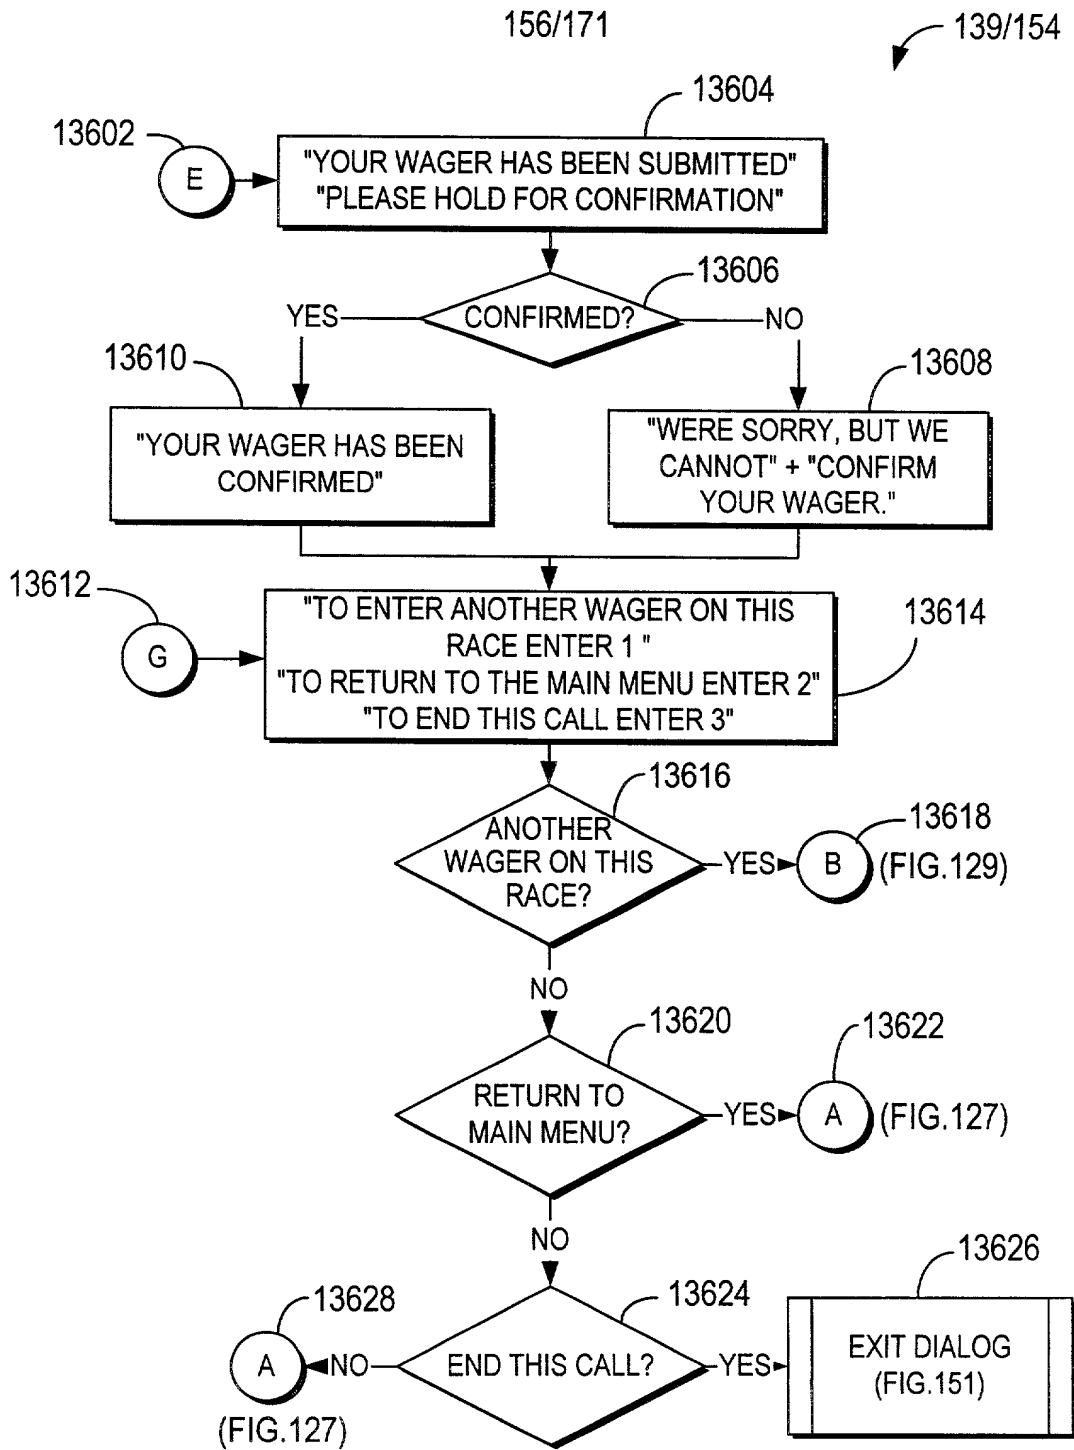 156/171
139/154
13604
13602
E
"YOUR WAGER HAS BEEN SUBMITTED"
"PLEASE HOLD FOR CONFIRMATION"
13606
CONFIRMED?
YES
NO
13610
13608
"YOUR WAGER HAS BEEN
CONFIRMED"
"WERE SORRY, BUT WE
CANNOT" + "CONFIRM
YOUR WAGER."
13612
G
"TO ENTER ANOTHER WAGER ON THIS
RACE ENTER 1 "
"TO RETURN TO THE MAIN MENU ENTER 2"
"TO END THIS CALL ENTER 3"
13614
13616
ANOTHER
WAGER ON THIS
RACE?
YES
13618
B
(FIG.129)
NO
13620
RETURN TO
MAIN MENU?
YES
13622
A
(FIG.127)
NO
13624
END THIS CALL?
NO
13628
A
(FIG.127)
YES
13626
EXIT DIALOG
(FIG.151)